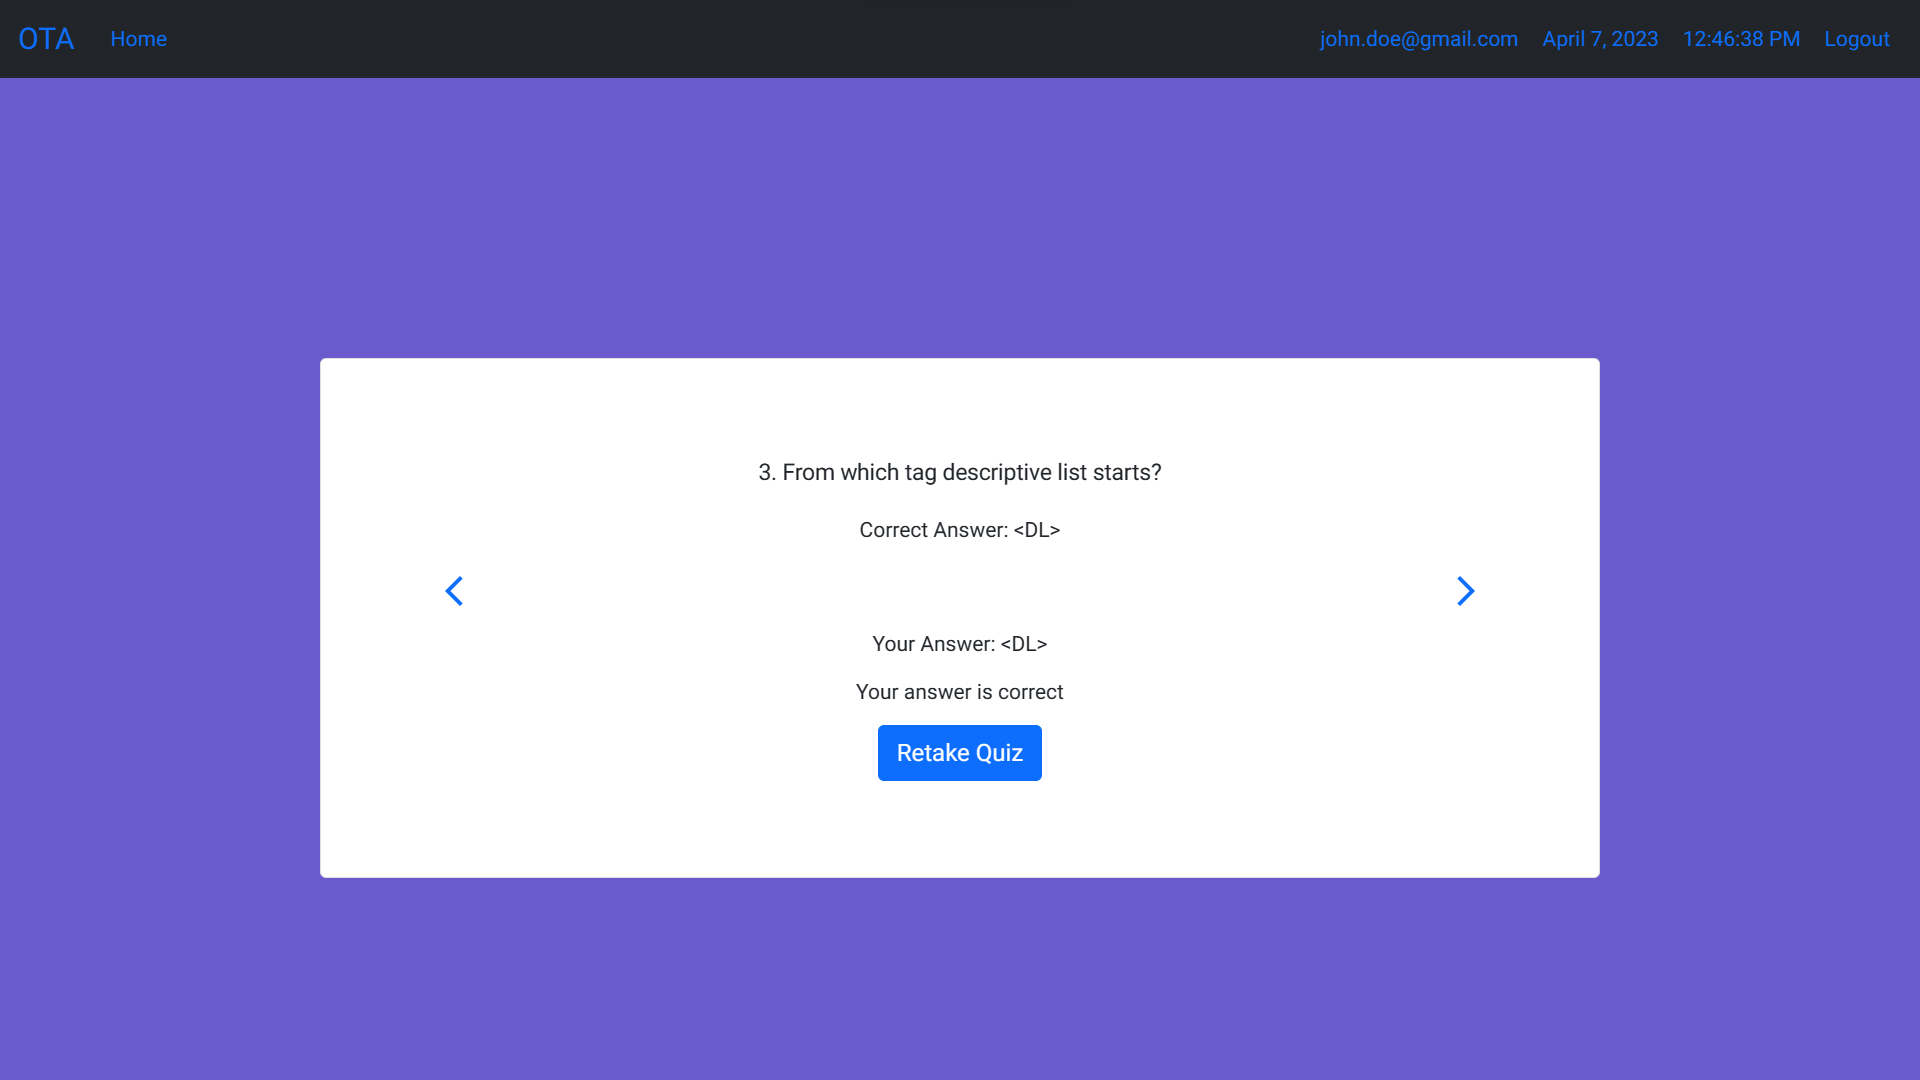 OTA Home john.doe@gmail.com April 7, 2023 12:46:38 PM Logout
3. From which tag descriptive list starts?
Correct Answer: <DL>
Your Answer: <DL>
Your answer is correct
Retake Quiz